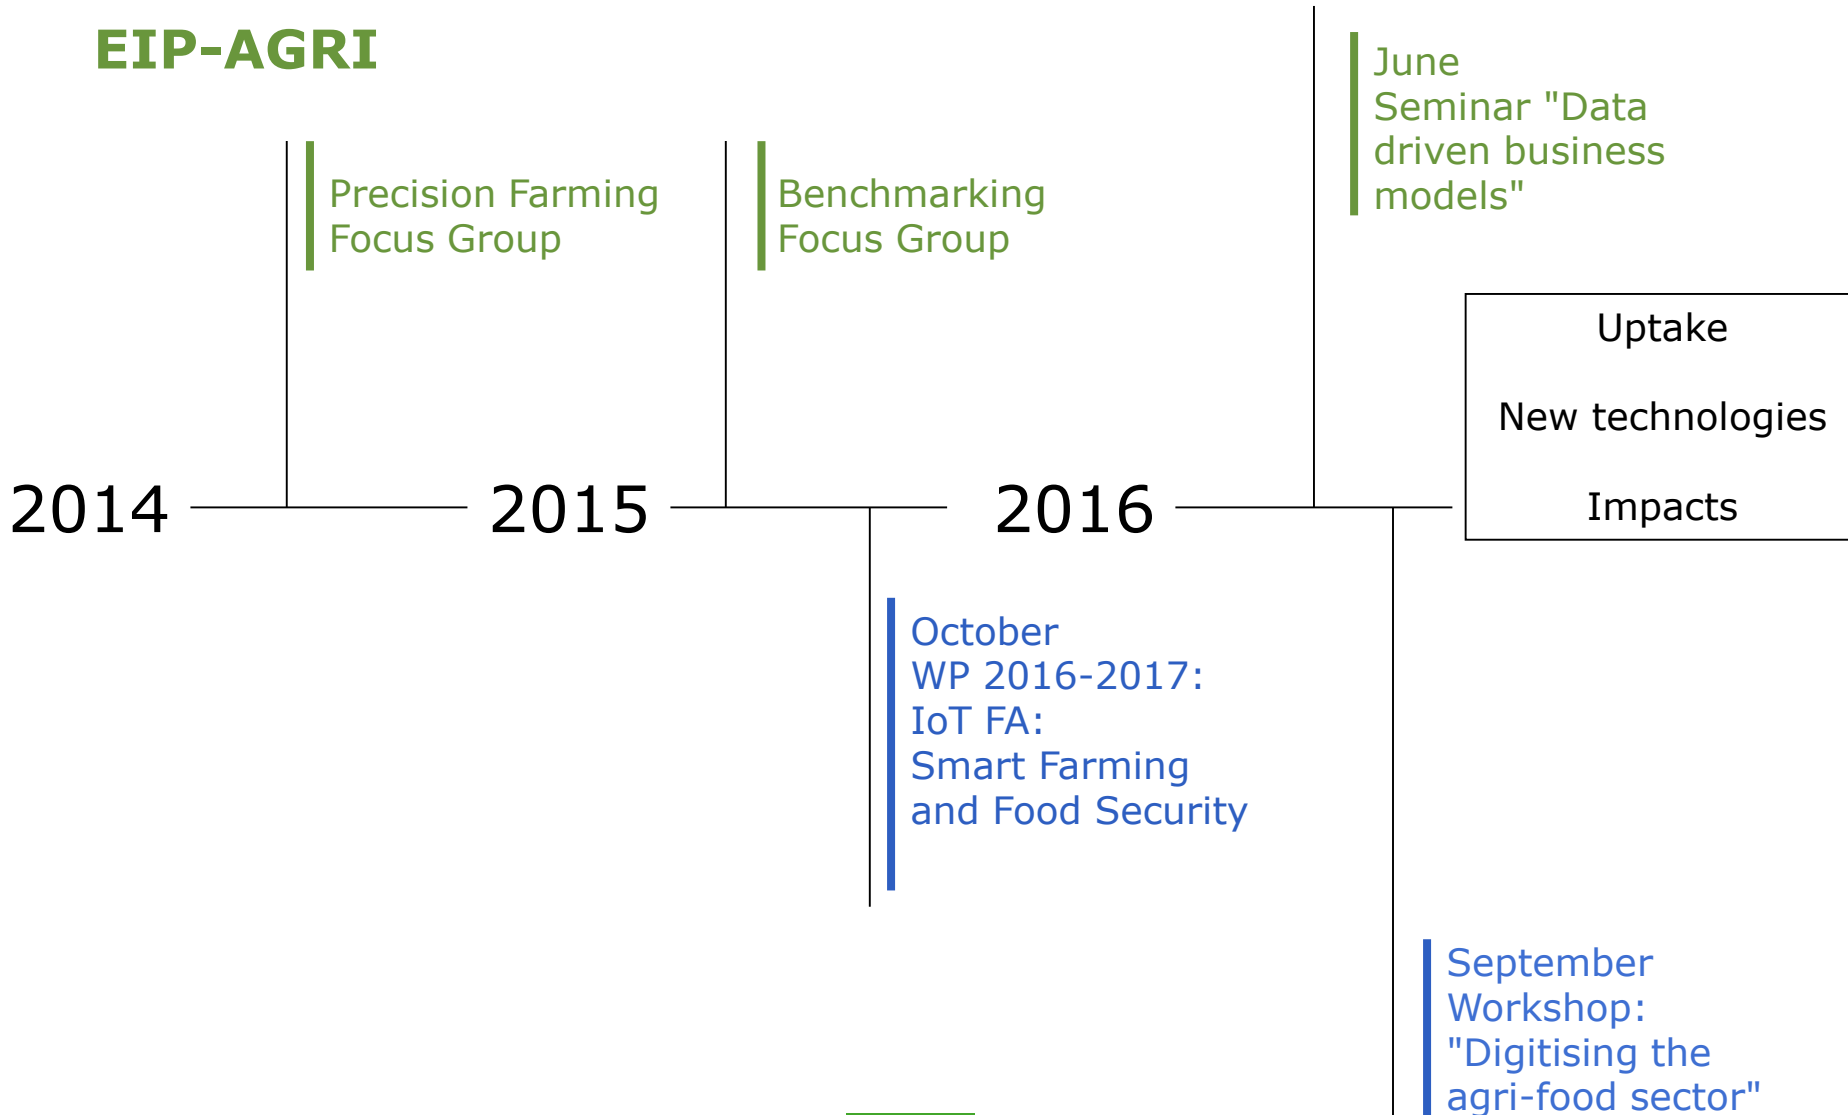 EIP-AGRI
June
Seminar "Data
driven business
models"
Precision Farming
Focus Group
Benchmarking
Focus Group
Uptake
New technologies
Impacts
2014
2015
2016
October
WP 2016-2017:
IoT FA:
Smart Farming
and Food Security
September
Workshop:
"Digitising the
agri-food sector"